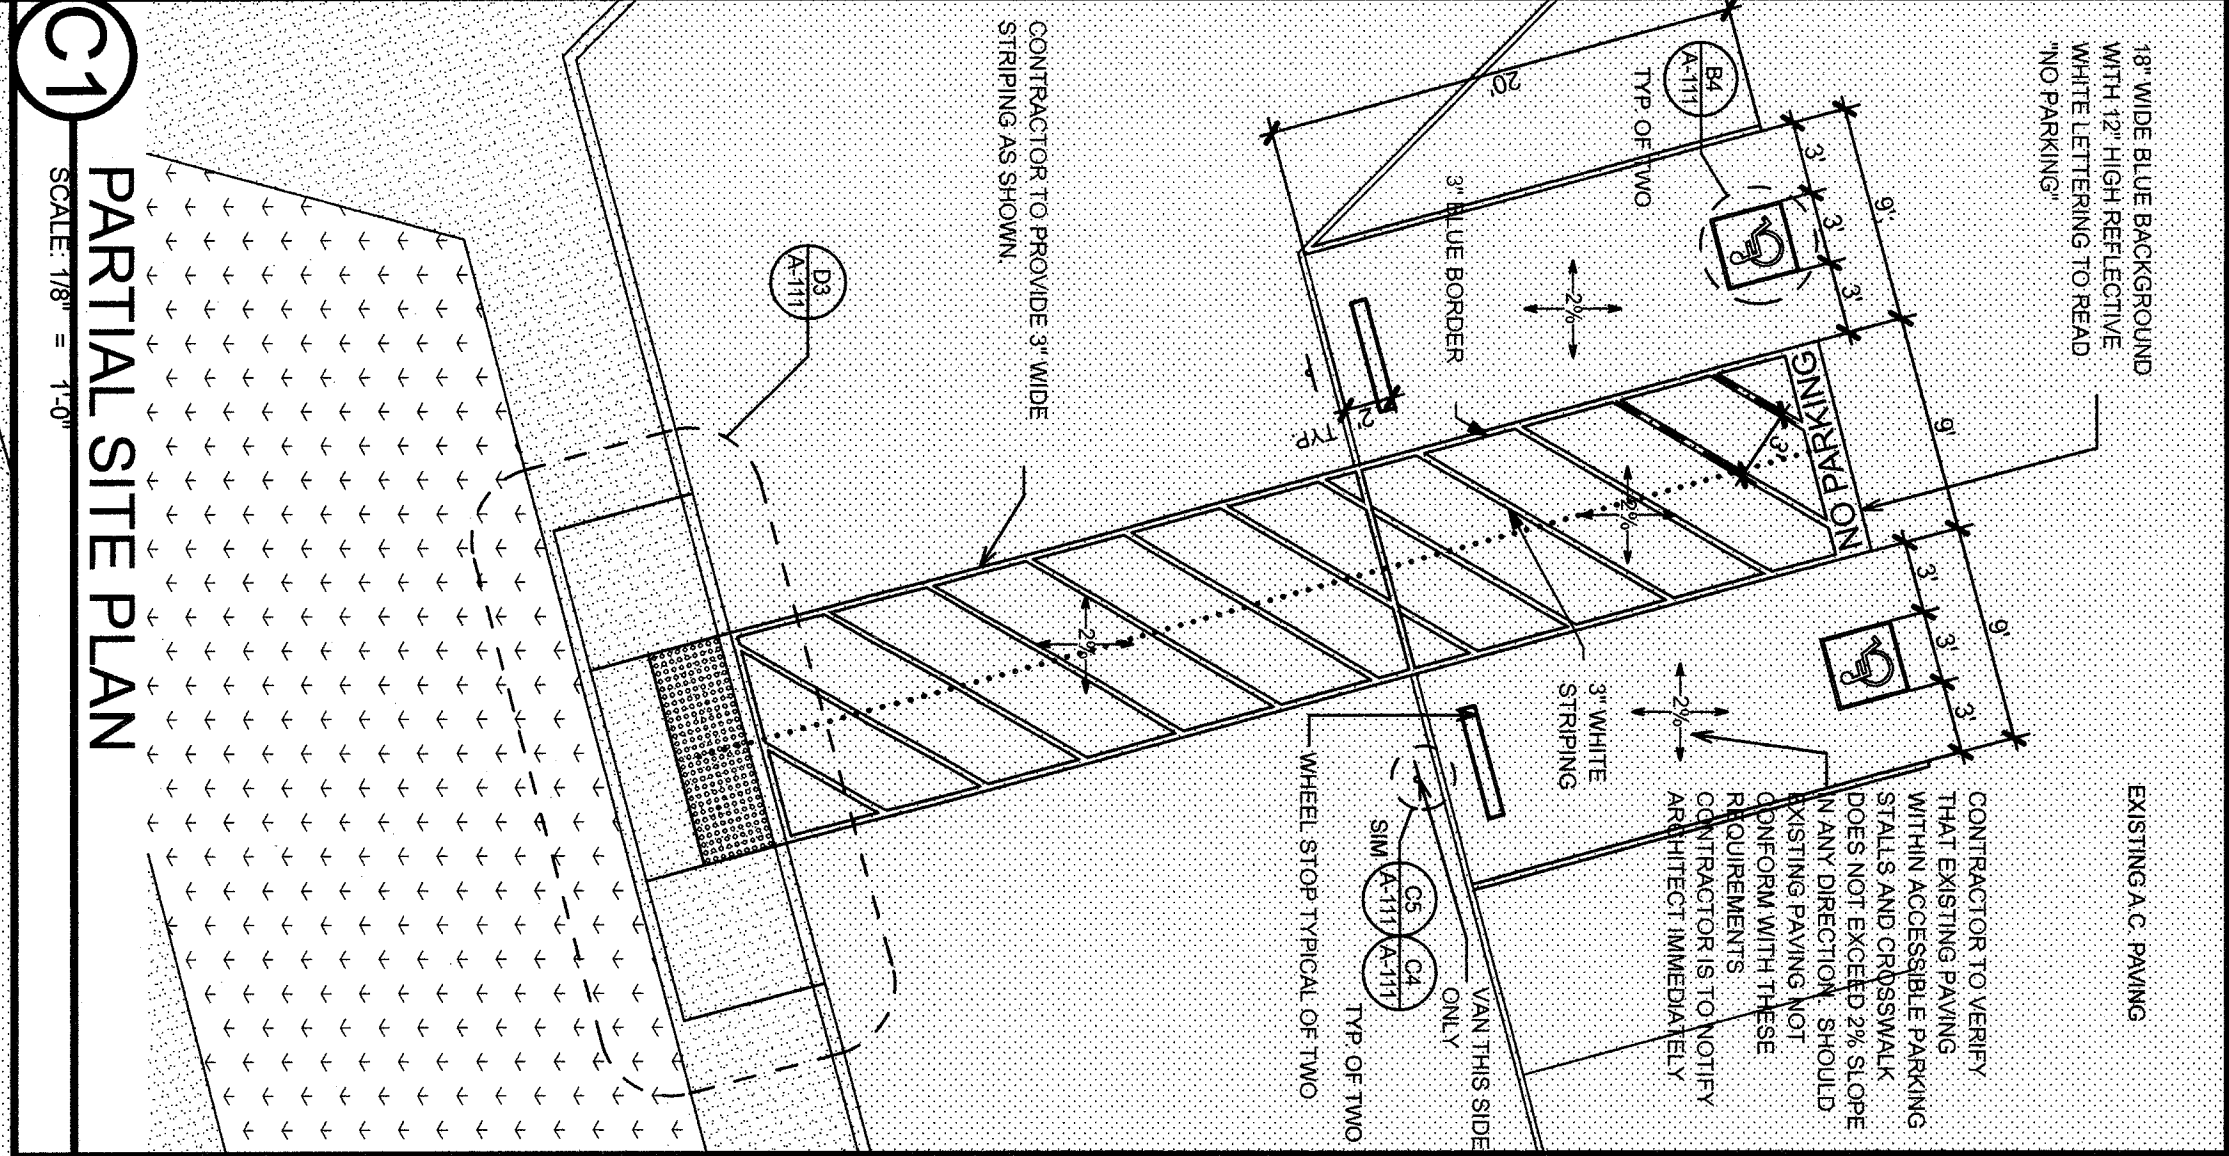 18" WIDE BLUE BACKGROUND
WITH 12" HIGH REFLECTIVE
WHITE LETTERING TO READ
"NO PARKING"
EXISTING A.C. PAVING
CONTRACTOR TO VERIFY
THAT EXISTING PAVING
WITHIN ACCESSIBLE PARKING
STALLS AND CROSSWALK
DOES NOT EXCEED 2% SLOPE
IN ANY DIRECTION. SHOULD
EXISTING PAVING NOT
CONFORM WITH THESE
REQUIREMENTS
CONTRACTOR IS TO NOTIFY
ARCHITECT IMMEDIATELY
9'
9'
9'
3'
3'
3'
3'
3'
3'
NO PARKING
3'
B4
A-111
TYP OF TWO
20'
2%
2%
2%
2%
3" BLUE BORDER
3" WHITE
STRIPING
2'
TYP
VAN THIS SIDE
ONLY
C5
A-111
C4
A-111
SIM
TYP OF TWO
WHEEL STOP TYPICAL OF TWO
CONTRACTOR TO PROVIDE 3" WIDE
STRIPING AS SHOWN.
D3
A-111
C1
PARTIAL SITE PLAN
SCALE: 1/8" = 1'-0"